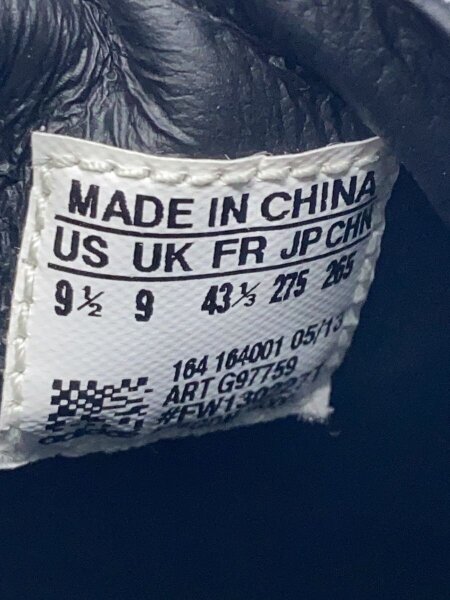 MADE IN CHINA
US UK FR JP CHN
9½ 9 43⅓ 275 265
164 164001 05/13
ART G97759